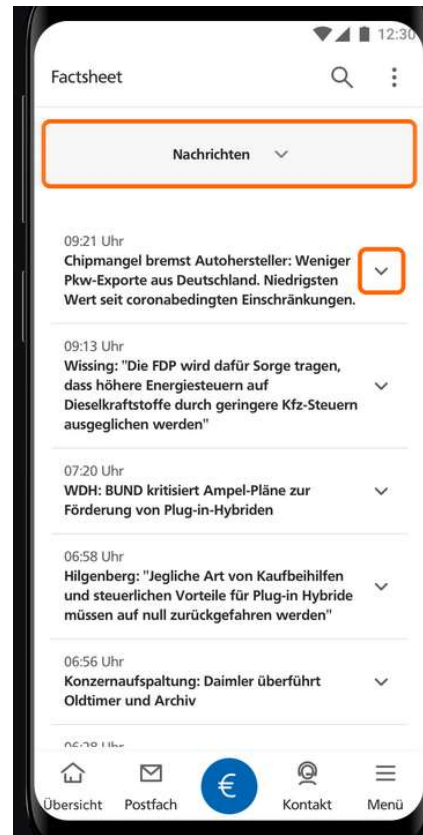 12:30
Factsheet
Nachrichten
09:21 Uhr
Chipmangel bremst Autohersteller: Weniger
Pkw-Exporte aus Deutschland. Niedrigsten
Wert seit coronabedingten Einschränkungen.
09:13 Uhr
Wissing: "Die FDP wird dafür Sorge tragen,
dass höhere Energiesteuern auf
Dieselkraftstoffe durch geringere Kfz-Steuern
ausgeglichen werden"
07:20 Uhr
WDH: BUND kritisiert Ampel-Pläne zur
Förderung von Plug-in-Hybriden
06:58 Uhr
Hilgenberg: "Jegliche Art von Kaufbeihilfen
und steuerlichen Vorteile für Plug-in Hybride
müssen auf null zurückgefahren werden"
06:56 Uhr
Konzernaufspaltung: Daimler überführt
Oldtimer und Archiv
06:28 Uhr
€
Übersicht Postfach Kontakt Menü